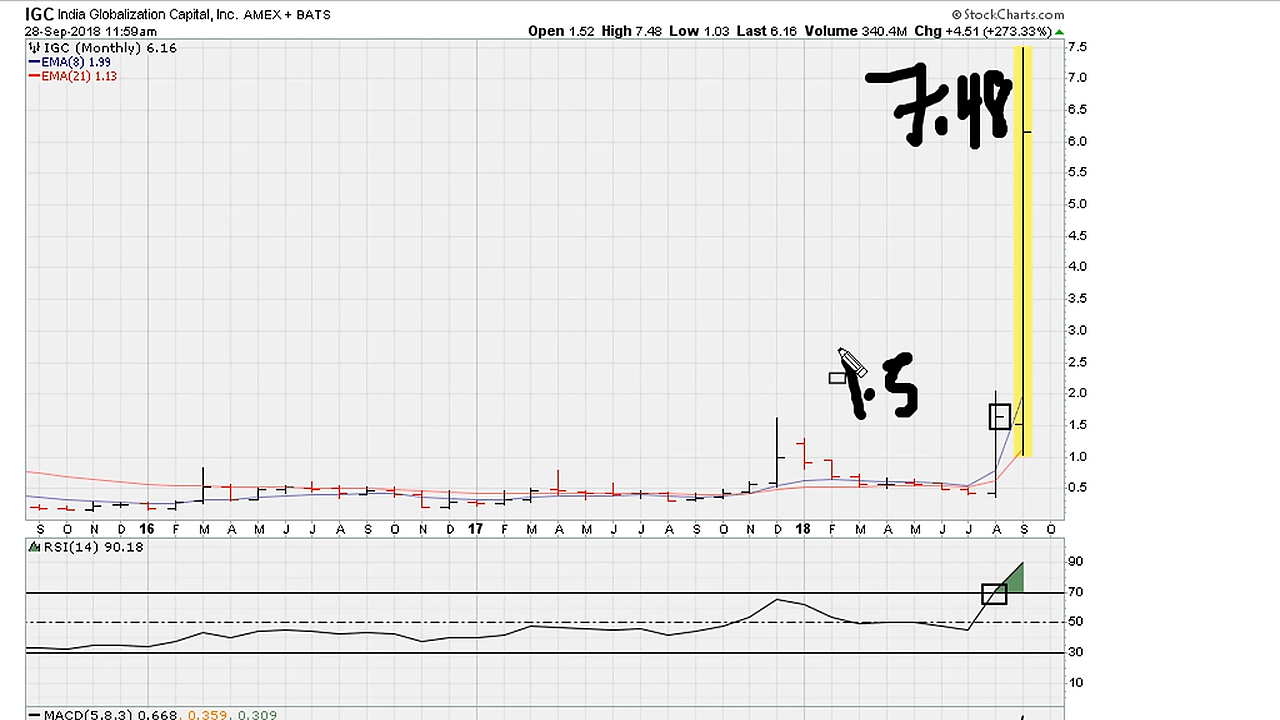 IGC India Globalization Capital, Inc. AMEX + BATS
© StockCharts.com
28-Sep-2018 11:59am
Open 1.52 High 7.48 Low 1.03 Last 6.16 Volume 340.4M Chg +4.51 (+273.33%)
IGC (Monthly) 6.16
EMA(8) 1.99
EMA(21) 1.13
7.48
1.5
7.5
7.0
6.5
6.0
5.5
5.0
4.5
4.0
3.5
3.0
2.5
2.0
1.5
1.0
0.5
S O N D 16 F M A M J J A S O N D 17 F M A M J J A S O N D 18 F M A M J J A S O
RSI(14) 90.18
90
70
50
30
10
MACD(5,8,3) 0.668, 0.359, 0.309